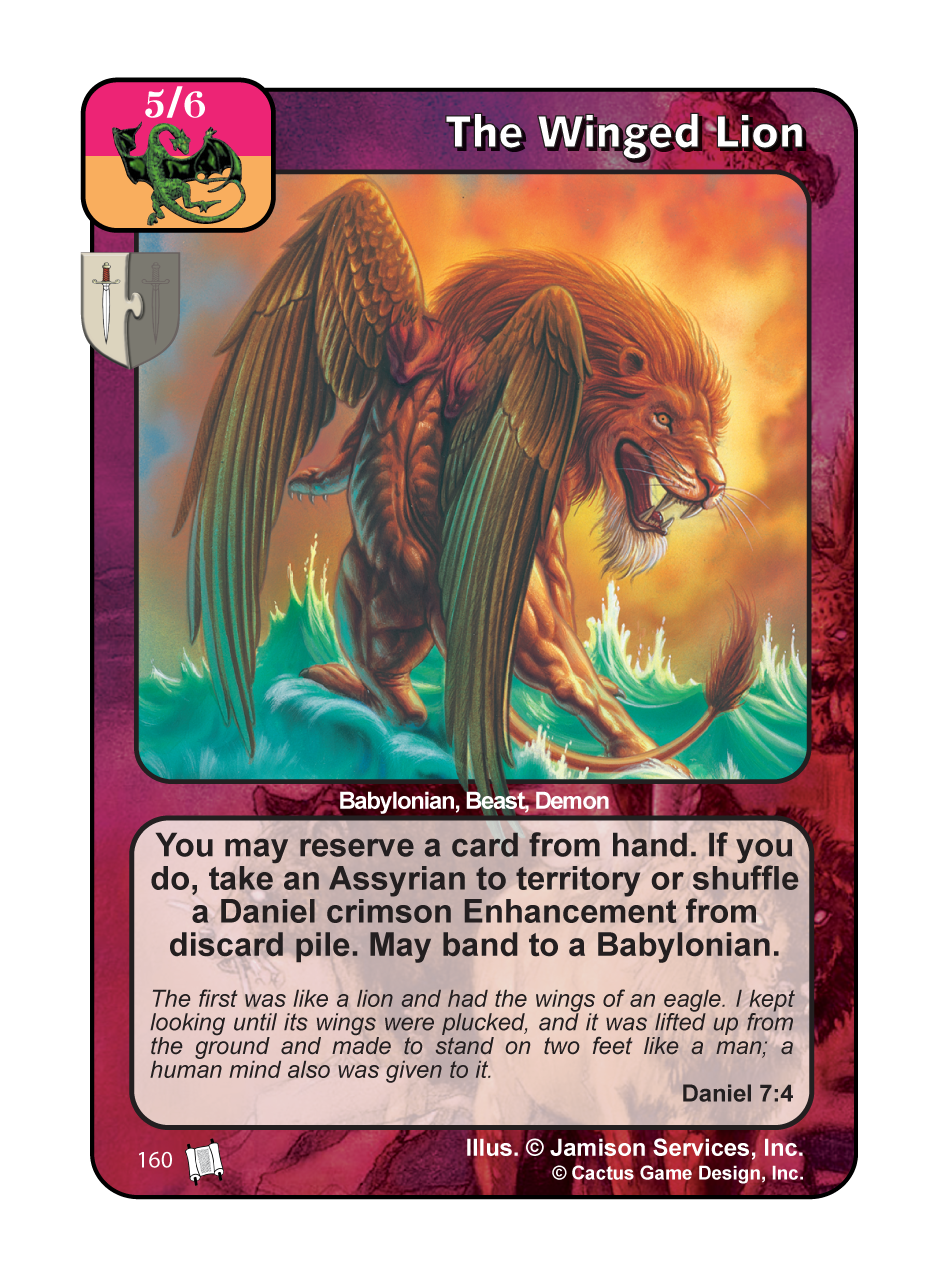 5/6
The Winged Lion
Babylonian, Beast, Demon
You may reserve a card from hand. If you
do, take an Assyrian to territory or shuffle
a Daniel crimson Enhancement from
discard pile. May band to a Babylonian.
The first was like a lion and had the wings of an eagle. I kept
looking until its wings were plucked, and it was lifted up from
the ground and made to stand on two feet like a man; a
human mind also was given to it.
Daniel 7:4
Illus. © Jamison Services, Inc.
160
© Cactus Game Design, Inc.